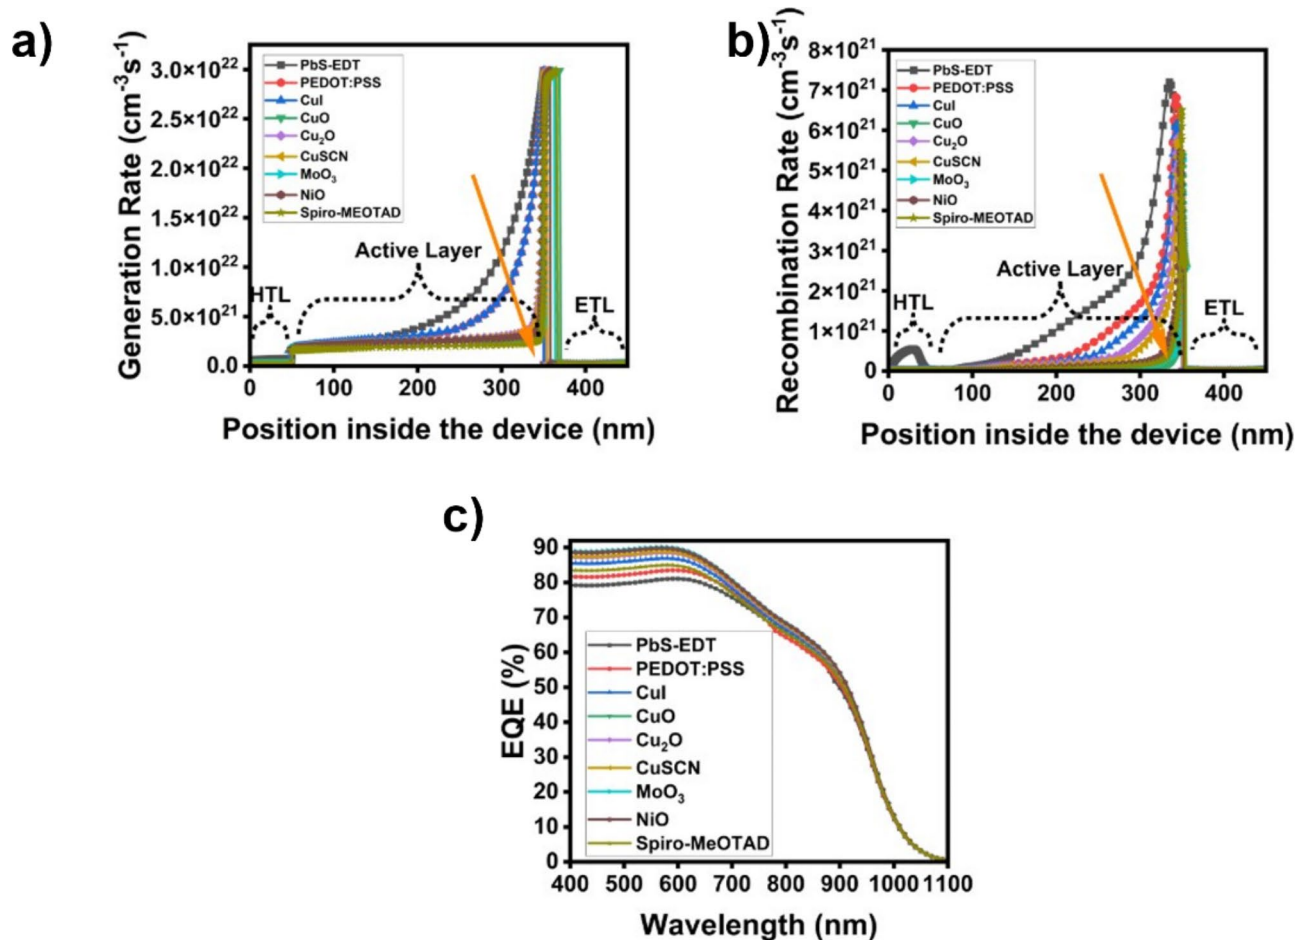 a)
Generation Rate (cm⁻³s⁻¹)
3.0×10²²
2.5×10²²
2.0×10²²
1.5×10²²
1.0×10²²
5.0×10²¹
0.0
PbS-EDT
PEDOT:PSS
CuI
CuO
Cu₂O
CuSCN
MoO₃
NiO
Spiro-MEOTAD
Active Layer
HTL
ETL
0 100 200 300 400
Position inside the device (nm)
b)
Recombination Rate (cm⁻³s⁻¹)
8×10²¹
7×10²¹
6×10²¹
5×10²¹
4×10²¹
3×10²¹
2×10²¹
1×10²¹
0
PbS-EDT
PEDOT:PSS
CuI
CuO
Cu₂O
CuSCN
MoO₃
NiO
Spiro-MEOTAD
Active Layer
HTL
ETL
0 100 200 300 400
Position inside the device (nm)
c)
EQE (%)
90
80
70
60
50
40
30
20
10
0
PbS-EDT
PEDOT:PSS
CuI
CuO
Cu₂O
CuSCN
MoO₃
NiO
Spiro-MeOTAD
400 500 600 700 800 900 1000 1100
Wavelength (nm)